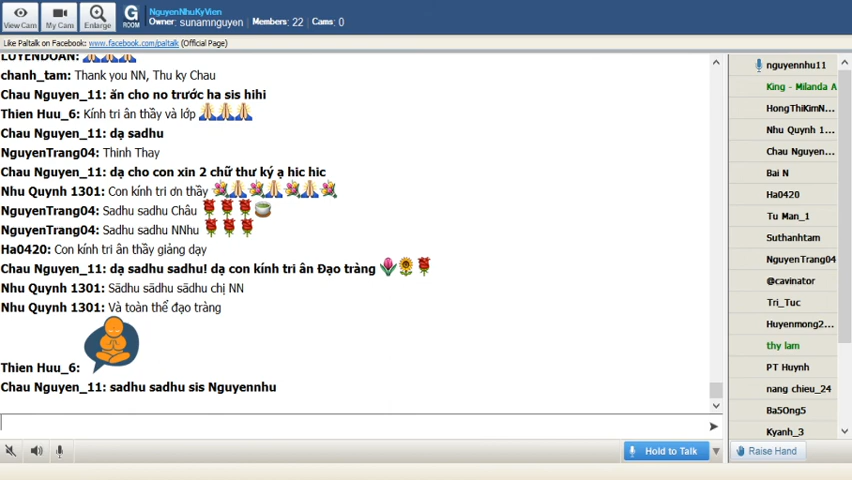 View Cam
My Cam
Enlarge
G
ROOM
NguyenNhuKyVien
Owner: sunamnguyen Members: 22 Cams: 0
Like Paltalk on Facebook: www.facebook.com/paltalk (Official Page)
LUYENDOAN:
chanh_tam: Thank you NN, Thu ky Chau
Chau Nguyen_11: ăn cho no trước ha sis hihi
Thien Huu_6: Kính tri ân thầy và lớp
Chau Nguyen_11: dạ sadhu
NguyenTrang04: Thinh Thay
Chau Nguyen_11: dạ cho con xin 2 chữ thư ký ạ hic hic
Nhu Quynh 1301: Con kính tri ơn thầy
NguyenTrang04: Sadhu sadhu Châu
NguyenTrang04: Sadhu sadhu NNhu
Ha0420: Con kính tri ân thầy giảng dạy
Chau Nguyen_11: dạ sadhu sadhu! dạ con kính tri ân Đạo tràng
Nhu Quynh 1301: Sādhu sādhu sādhu chị NN
Nhu Quynh 1301: Và toàn thể đạo tràng
Thien Huu_6:
Chau Nguyen_11: sadhu sadhu sis Nguyennhu
Hold to Talk
nguyennhu11
King - Milanda A
HongThiKimN...
Nhu Quynh 1...
Chau Nguyen...
Bai N
Ha0420
Tu Man_1
Suthanhtam
NguyenTrang04
@cavinator
Tri_Tuc
Huyenmong2...
thy lam
PT Huynh
nang chieu_24
Ba5Ong5
Kyanh_3
Raise Hand